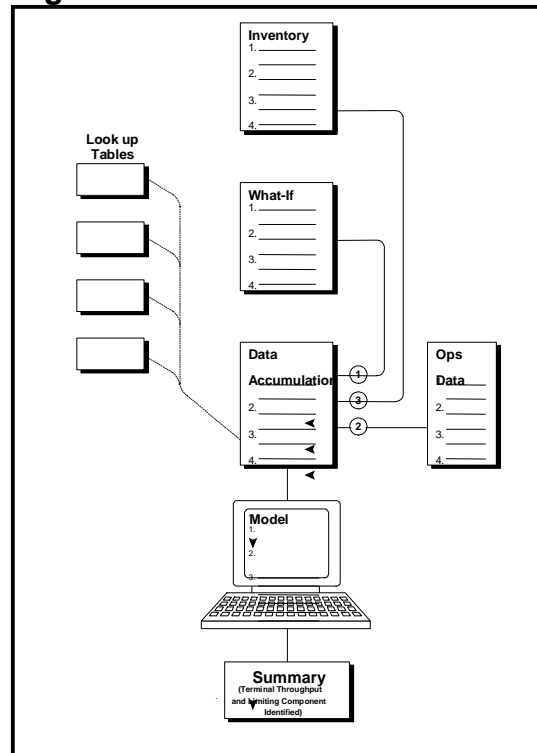 Inventory
1.
2.
3.
4.
Look up
Tables
What-If
1.
2.
3.
4.
Data
Accumulation
2.
3.
4.
1
3
2
Ops
Data
2.
3.
4.
Model
1.
2.
3.
Summary
(Terminal Throughput
and Limiting Component
Identified)